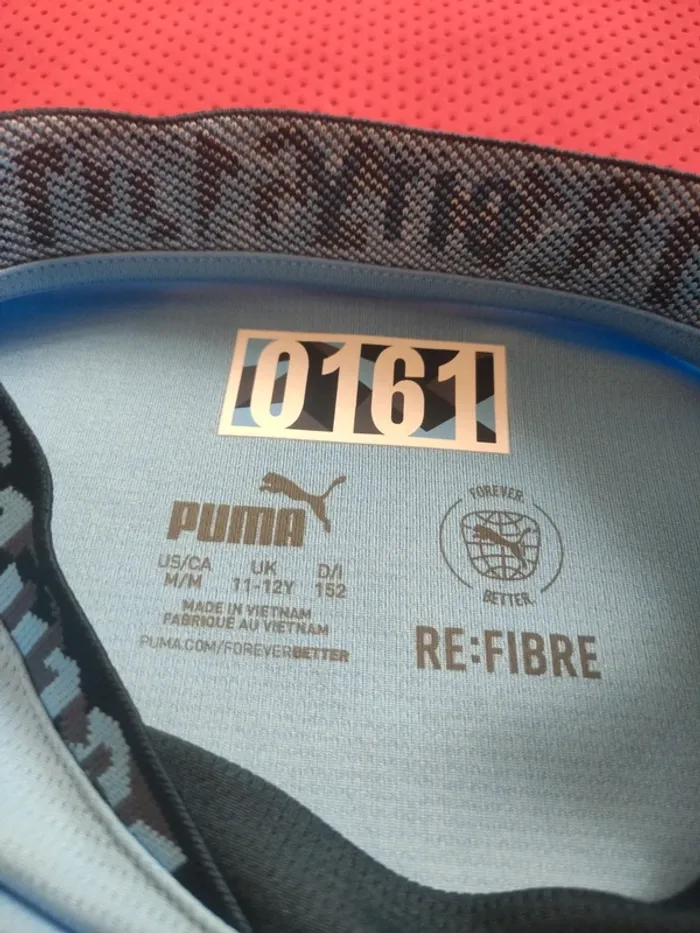 0161
PUMA
US/CA UK D/I
M/M 11-12Y 152
MADE IN VIETNAM
FABRIQUÉ AU VIETNAM
PUMA.COM/FOREVERBETTER
FOREVER.
BETTER.
RE:FIBRE